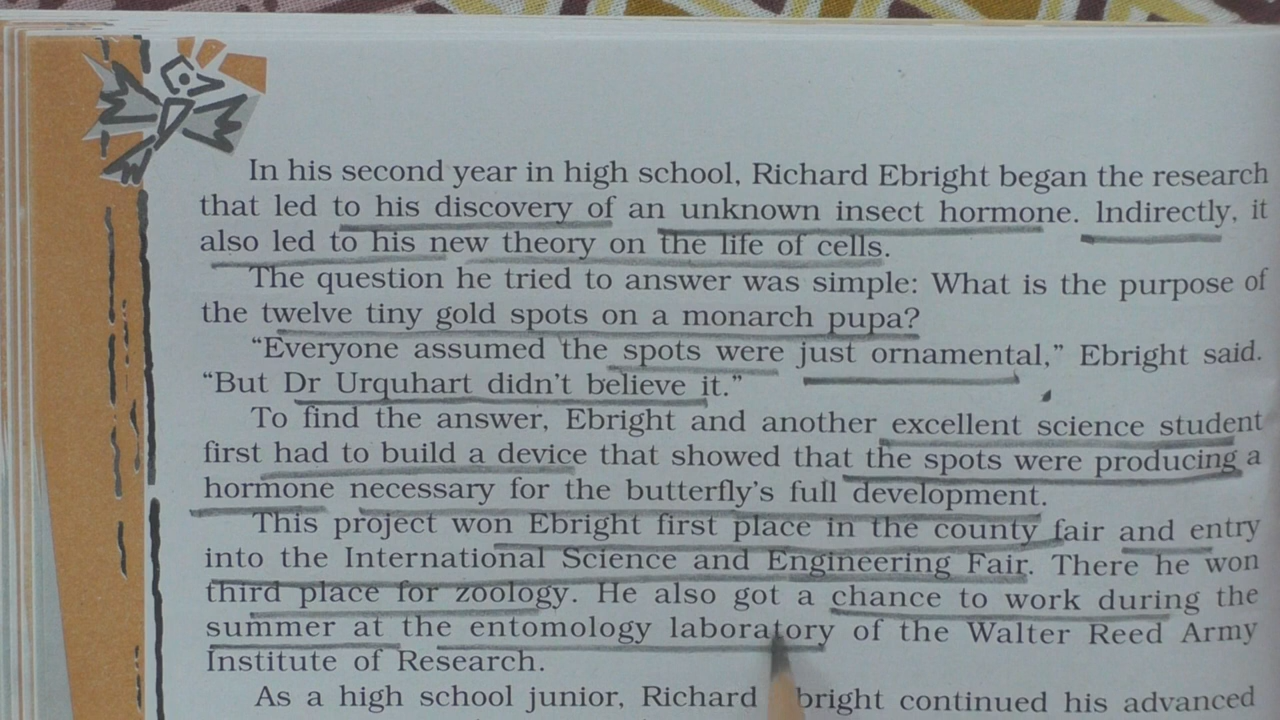 In his second year in high school, Richard Ebright began the research
that led to his discovery of an unknown insect hormone. Indirectly, it
also led to his new theory on the life of cells.
The question he tried to answer was simple: What is the purpose of
the twelve tiny gold spots on a monarch pupa?
“Everyone assumed the spots were just ornamental,” Ebright said.
“But Dr Urquhart didn’t believe it.”
To find the answer, Ebright and another excellent science student
first had to build a device that showed that the spots were producing a
hormone necessary for the butterfly’s full development.
This project won Ebright first place in the county fair and entry
into the International Science and Engineering Fair. There he won
third place for zoology. He also got a chance to work during the
summer at the entomology laboratory of the Walter Reed Army
Institute of Research.
As a high school junior, Richard bright continued his advanced